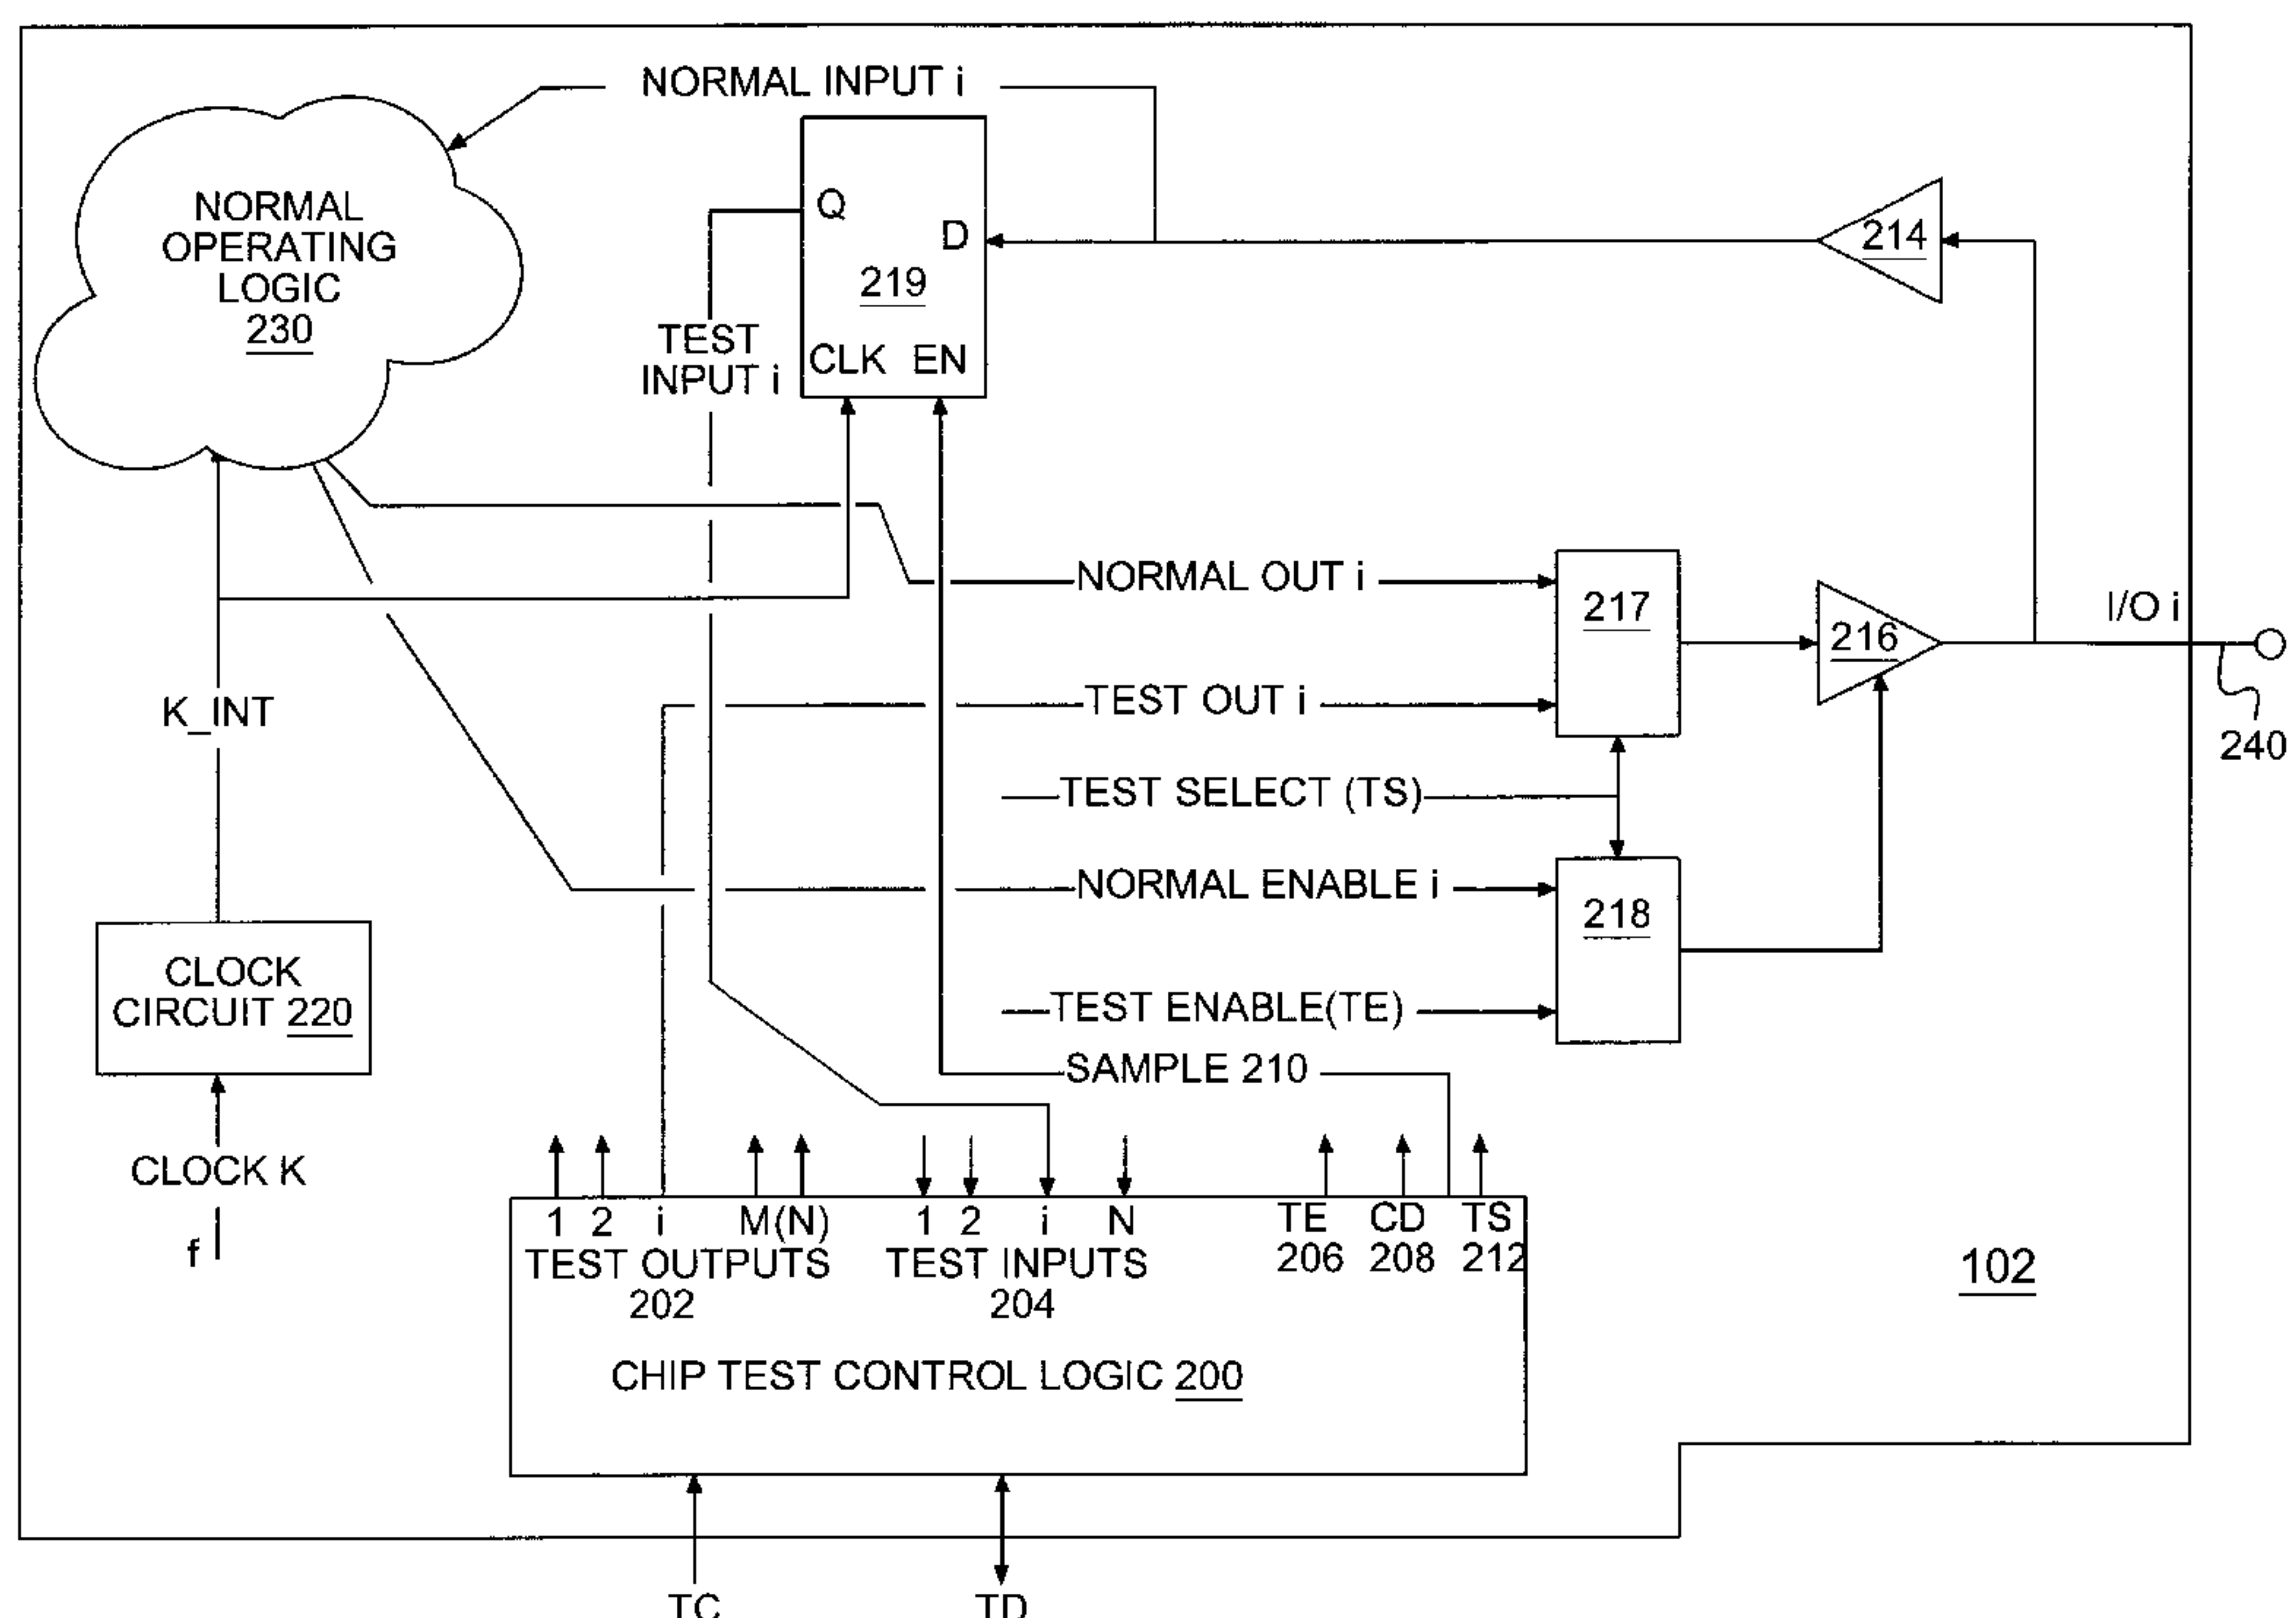 NORMAL INPUT i
NORMAL
OPERATING
LOGIC
230
Q
D
219
CLK EN
214
TEST
INPUT i
NORMAL OUT i
217
216
I/O i
TEST OUT i
K_INT
240
TEST SELECT (TS)
NORMAL ENABLE i
218
CLOCK
CIRCUIT 220
TEST ENABLE(TE)
SAMPLE 210
CLOCK K
f
1 2 i M(N) 1 2 i N TE CD TS
TEST OUTPUTS TEST INPUTS 206 208 212
202 204
102
CHIP TEST CONTROL LOGIC 200
TC TD